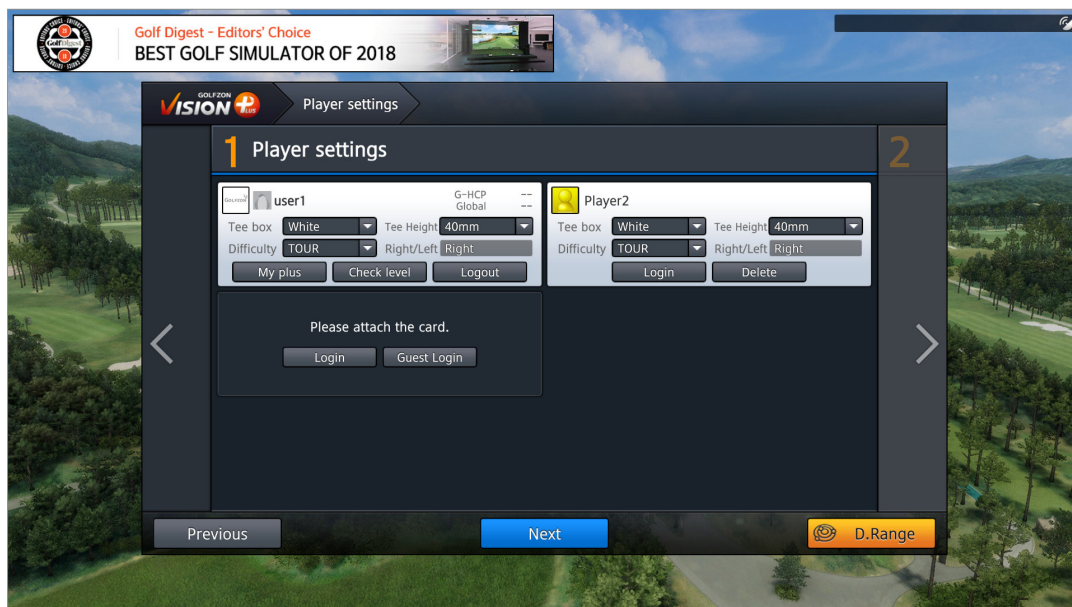 Golf Digest - Editors' Choice
BEST GOLF SIMULATOR OF 2018
GOLFZON
VISION PLUS
Player settings
1 Player settings
2
GOLFZON user1 G-HCP --
Global --
Tee box White Tee Height 40mm
Difficulty TOUR Right/Left Right
My plus Check level Logout
Player2
Tee box White Tee Height 40mm
Difficulty TOUR Right/Left Right
Login Delete
Please attach the card.
Login Guest Login
Previous Next D.Range